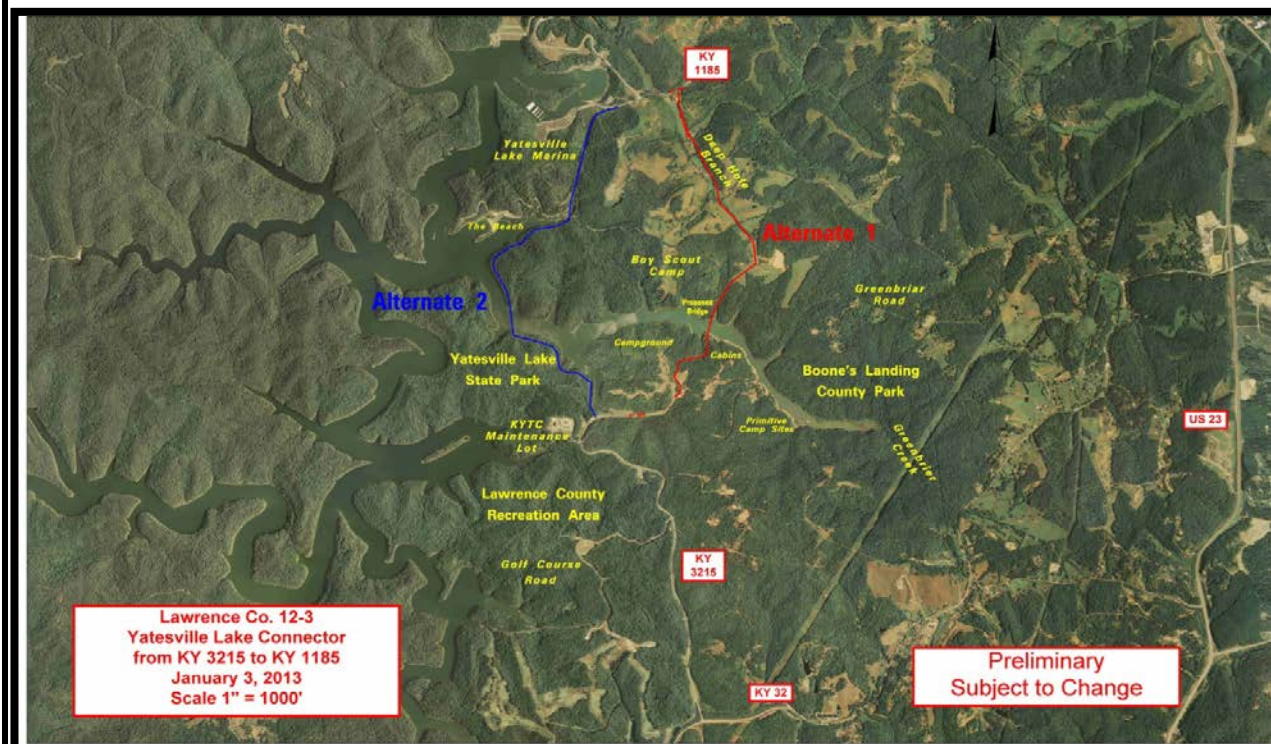 KY
1185
Yatesville
Lake Marina
Deep Hole
Branch
The Beach
Alternate 1
Boy Scout
Camp
Greenbriar
Road
Alternate 2
Proposed
Bridge
Campground
Cabins
Yatesville Lake
State Park
Boone's Landing
County Park
US 23
KYTC
Maintenance
Lot
Primitive
Camp Sites
Greenbrier
Creek
Lawrence County
Recreation Area
Golf Course
Road
KY
3215
Lawrence Co. 12-3
Yatesville Lake Connector
from KY 3215 to KY 1185
January 3, 2013
Scale 1" = 1000'
KY 32
Preliminary
Subject to Change